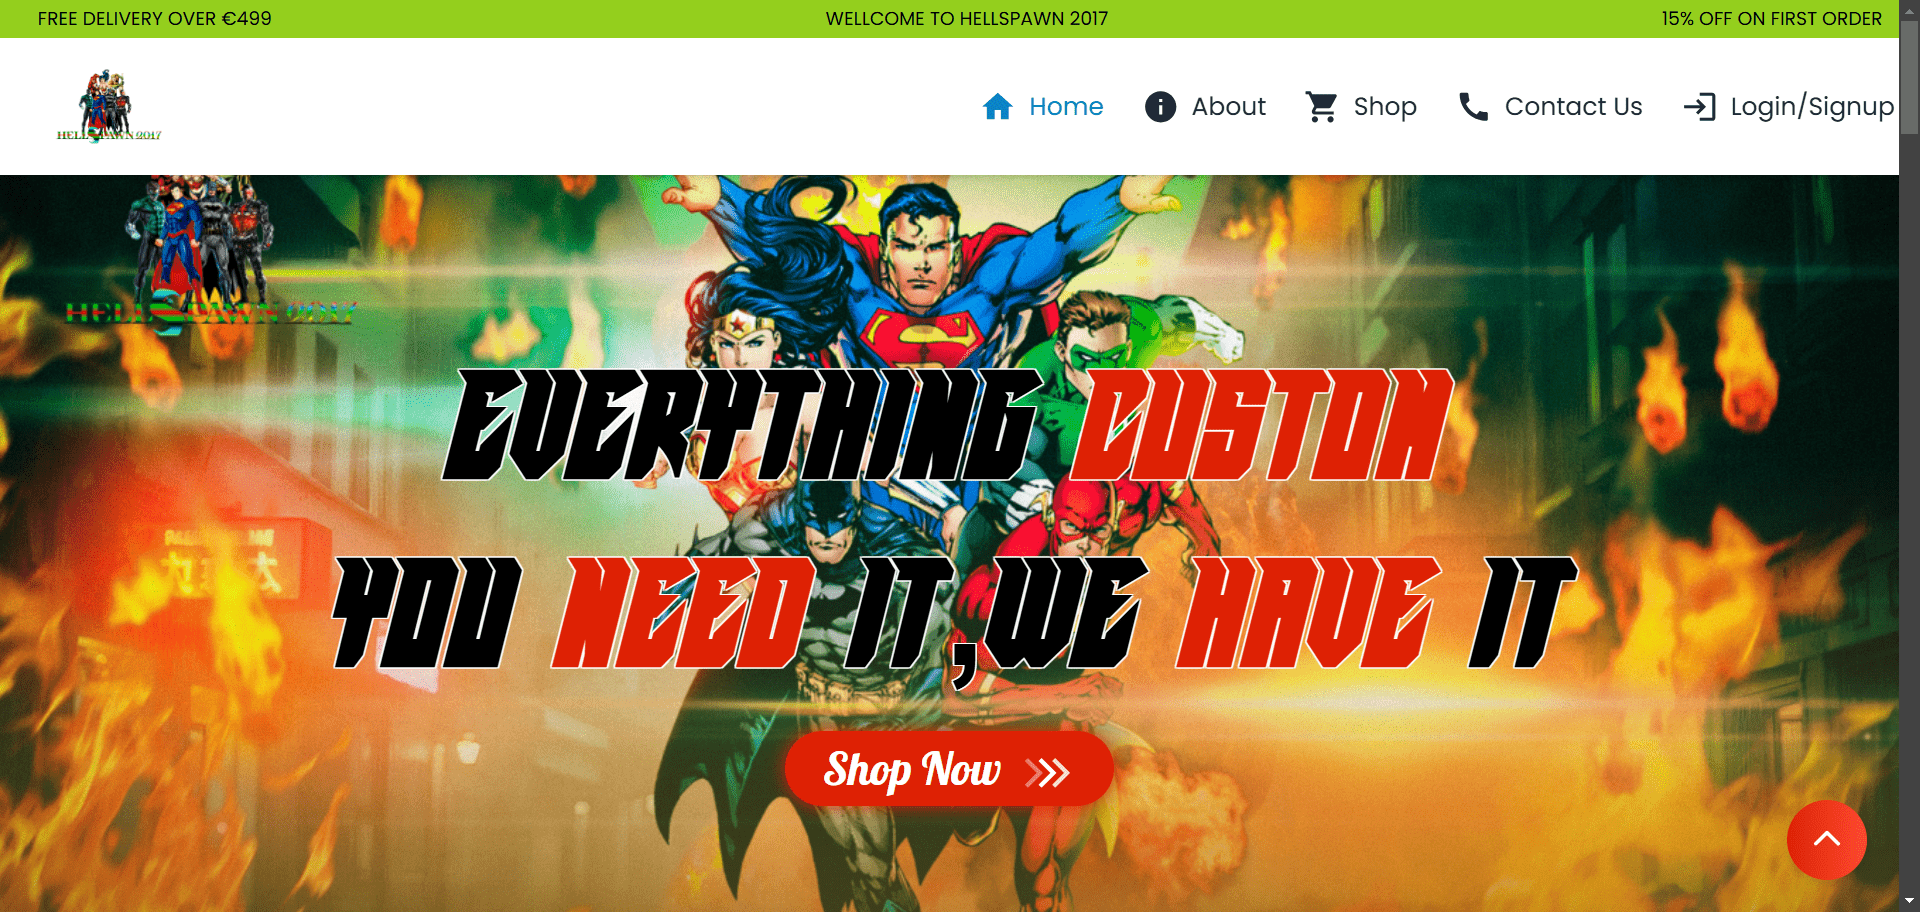 FREE DELIVERY OVER €499
WELLCOME TO HELLSPAWN 2017
15% OFF ON FIRST ORDER
HELLSPAWN 2017
Home
About
Shop
Contact Us
Login/Signup
HELLSPAWN 2017
EVERYTHING CUSTON
YOU NEED IT,WE HAVE IT
Shop Now